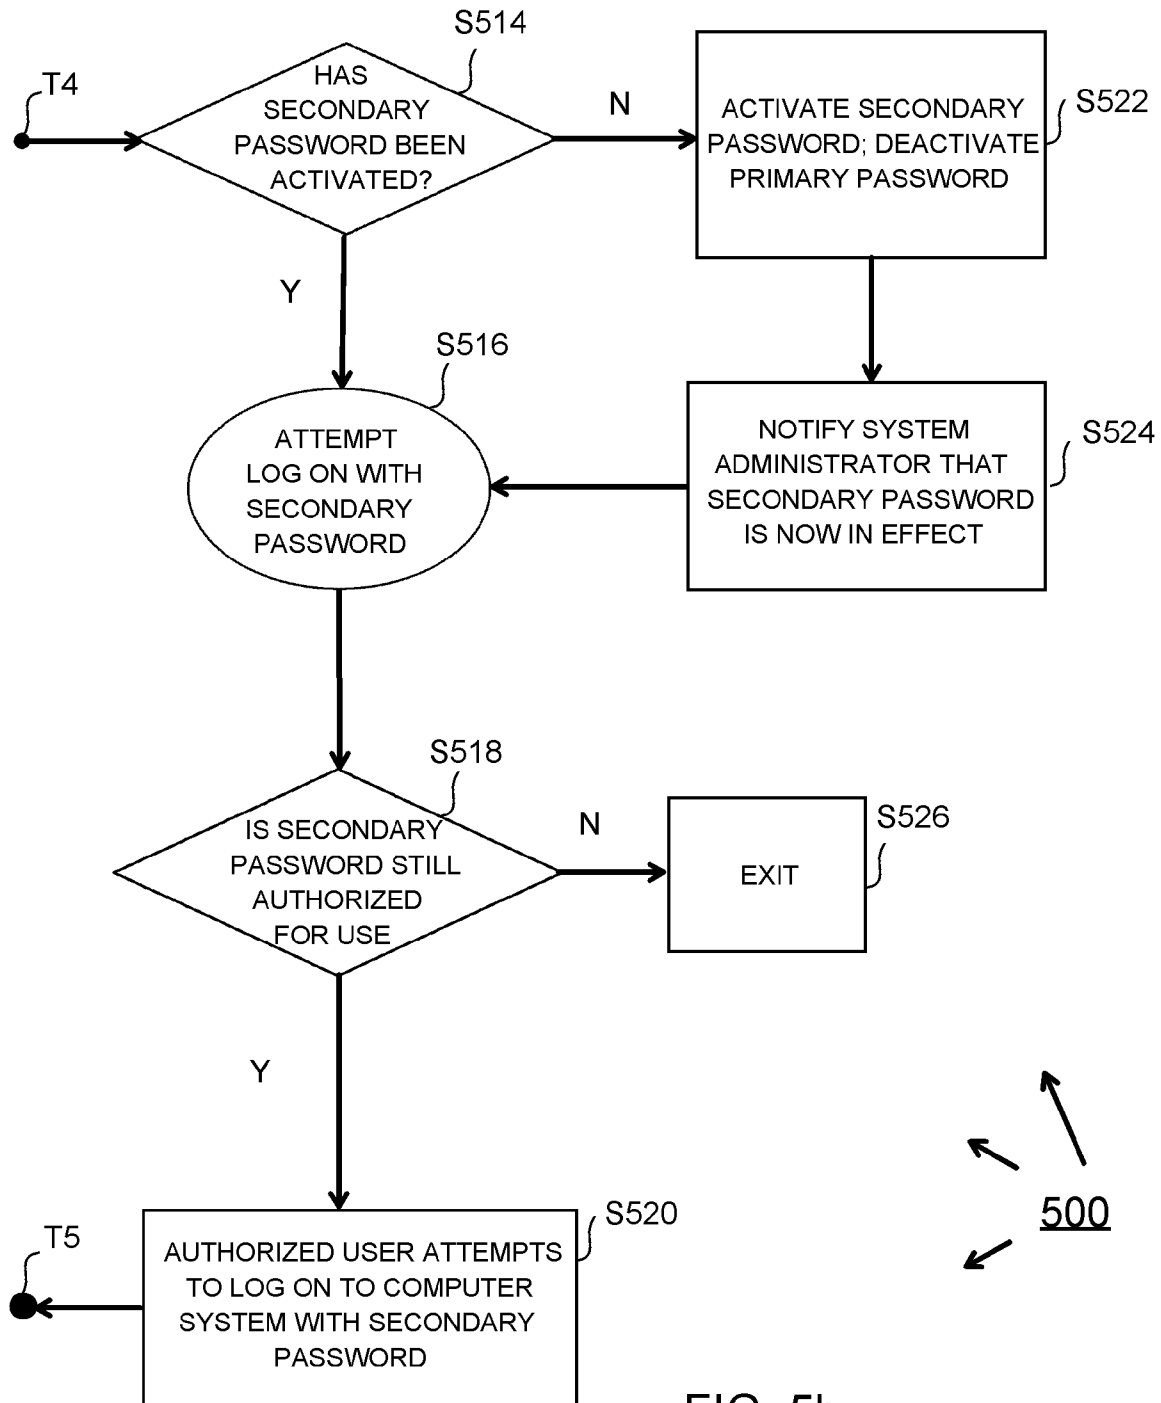 S514
T4
HAS
SECONDARY
PASSWORD BEEN
ACTIVATED?
N
ACTIVATE SECONDARY
PASSWORD; DEACTIVATE
PRIMARY PASSWORD
S522
Y
S516
ATTEMPT
LOG ON WITH
SECONDARY
PASSWORD
NOTIFY SYSTEM
ADMINISTRATOR THAT
SECONDARY PASSWORD
IS NOW IN EFFECT
S524
S518
IS SECONDARY
PASSWORD STILL
AUTHORIZED
FOR USE
N
EXIT
S526
Y
500
S520
T5
AUTHORIZED USER ATTEMPTS
TO LOG ON TO COMPUTER
SYSTEM WITH SECONDARY
PASSWORD